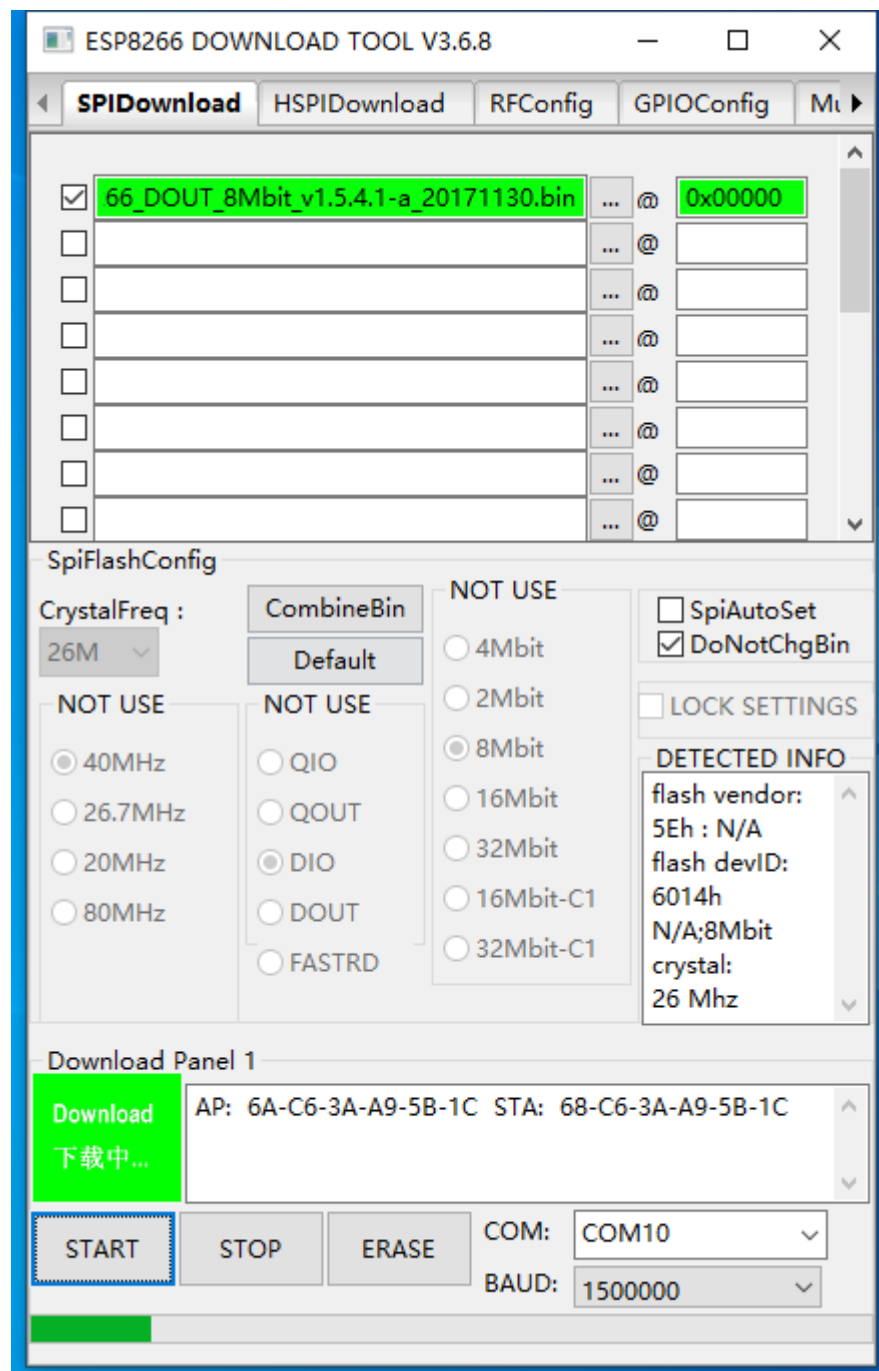 ESP8266 DOWNLOAD TOOL V3.6.8
SPIDownload HSPIDownload RFConfig GPIOConfig
66_DOUT_8Mbit_v1.5.4.1-a_20171130.bin ... @ 0x00000
... @
... @
... @
... @
... @
... @
... @
SpiFlashConfig
CrystalFreq :
26M
CombineBin
Default
NOT USE
40MHz
26.7MHz
20MHz
80MHz
NOT USE
QIO
QOUT
DIO
DOUT
FASTRD
NOT USE
4Mbit
2Mbit
8Mbit
16Mbit
32Mbit
16Mbit-C1
32Mbit-C1
SpiAutoSet
DoNotChgBin
LOCK SETTINGS
DETECTED INFO
flash vendor:
5Eh : N/A
flash devID:
6014h
N/A;8Mbit
crystal:
26 Mhz
Download Panel 1
Download
下载中...
AP: 6A-C6-3A-A9-5B-1C STA: 68-C6-3A-A9-5B-1C
START STOP ERASE
COM: COM10
BAUD: 1500000